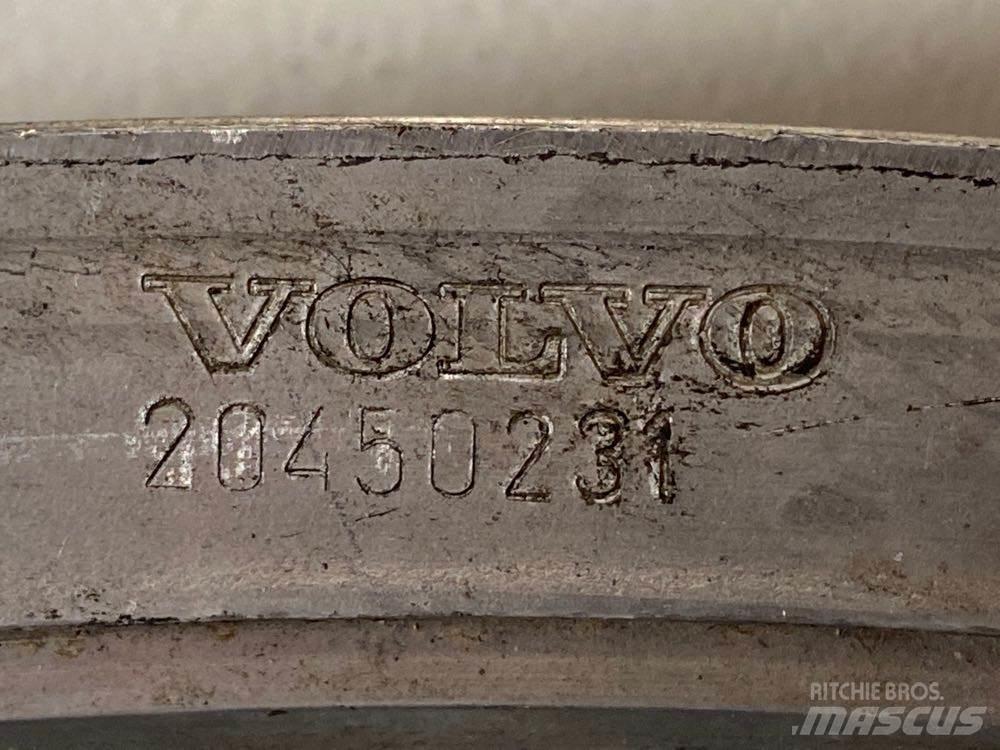 VOLVO
20450231
RITCHIE BROS.
MASCUS